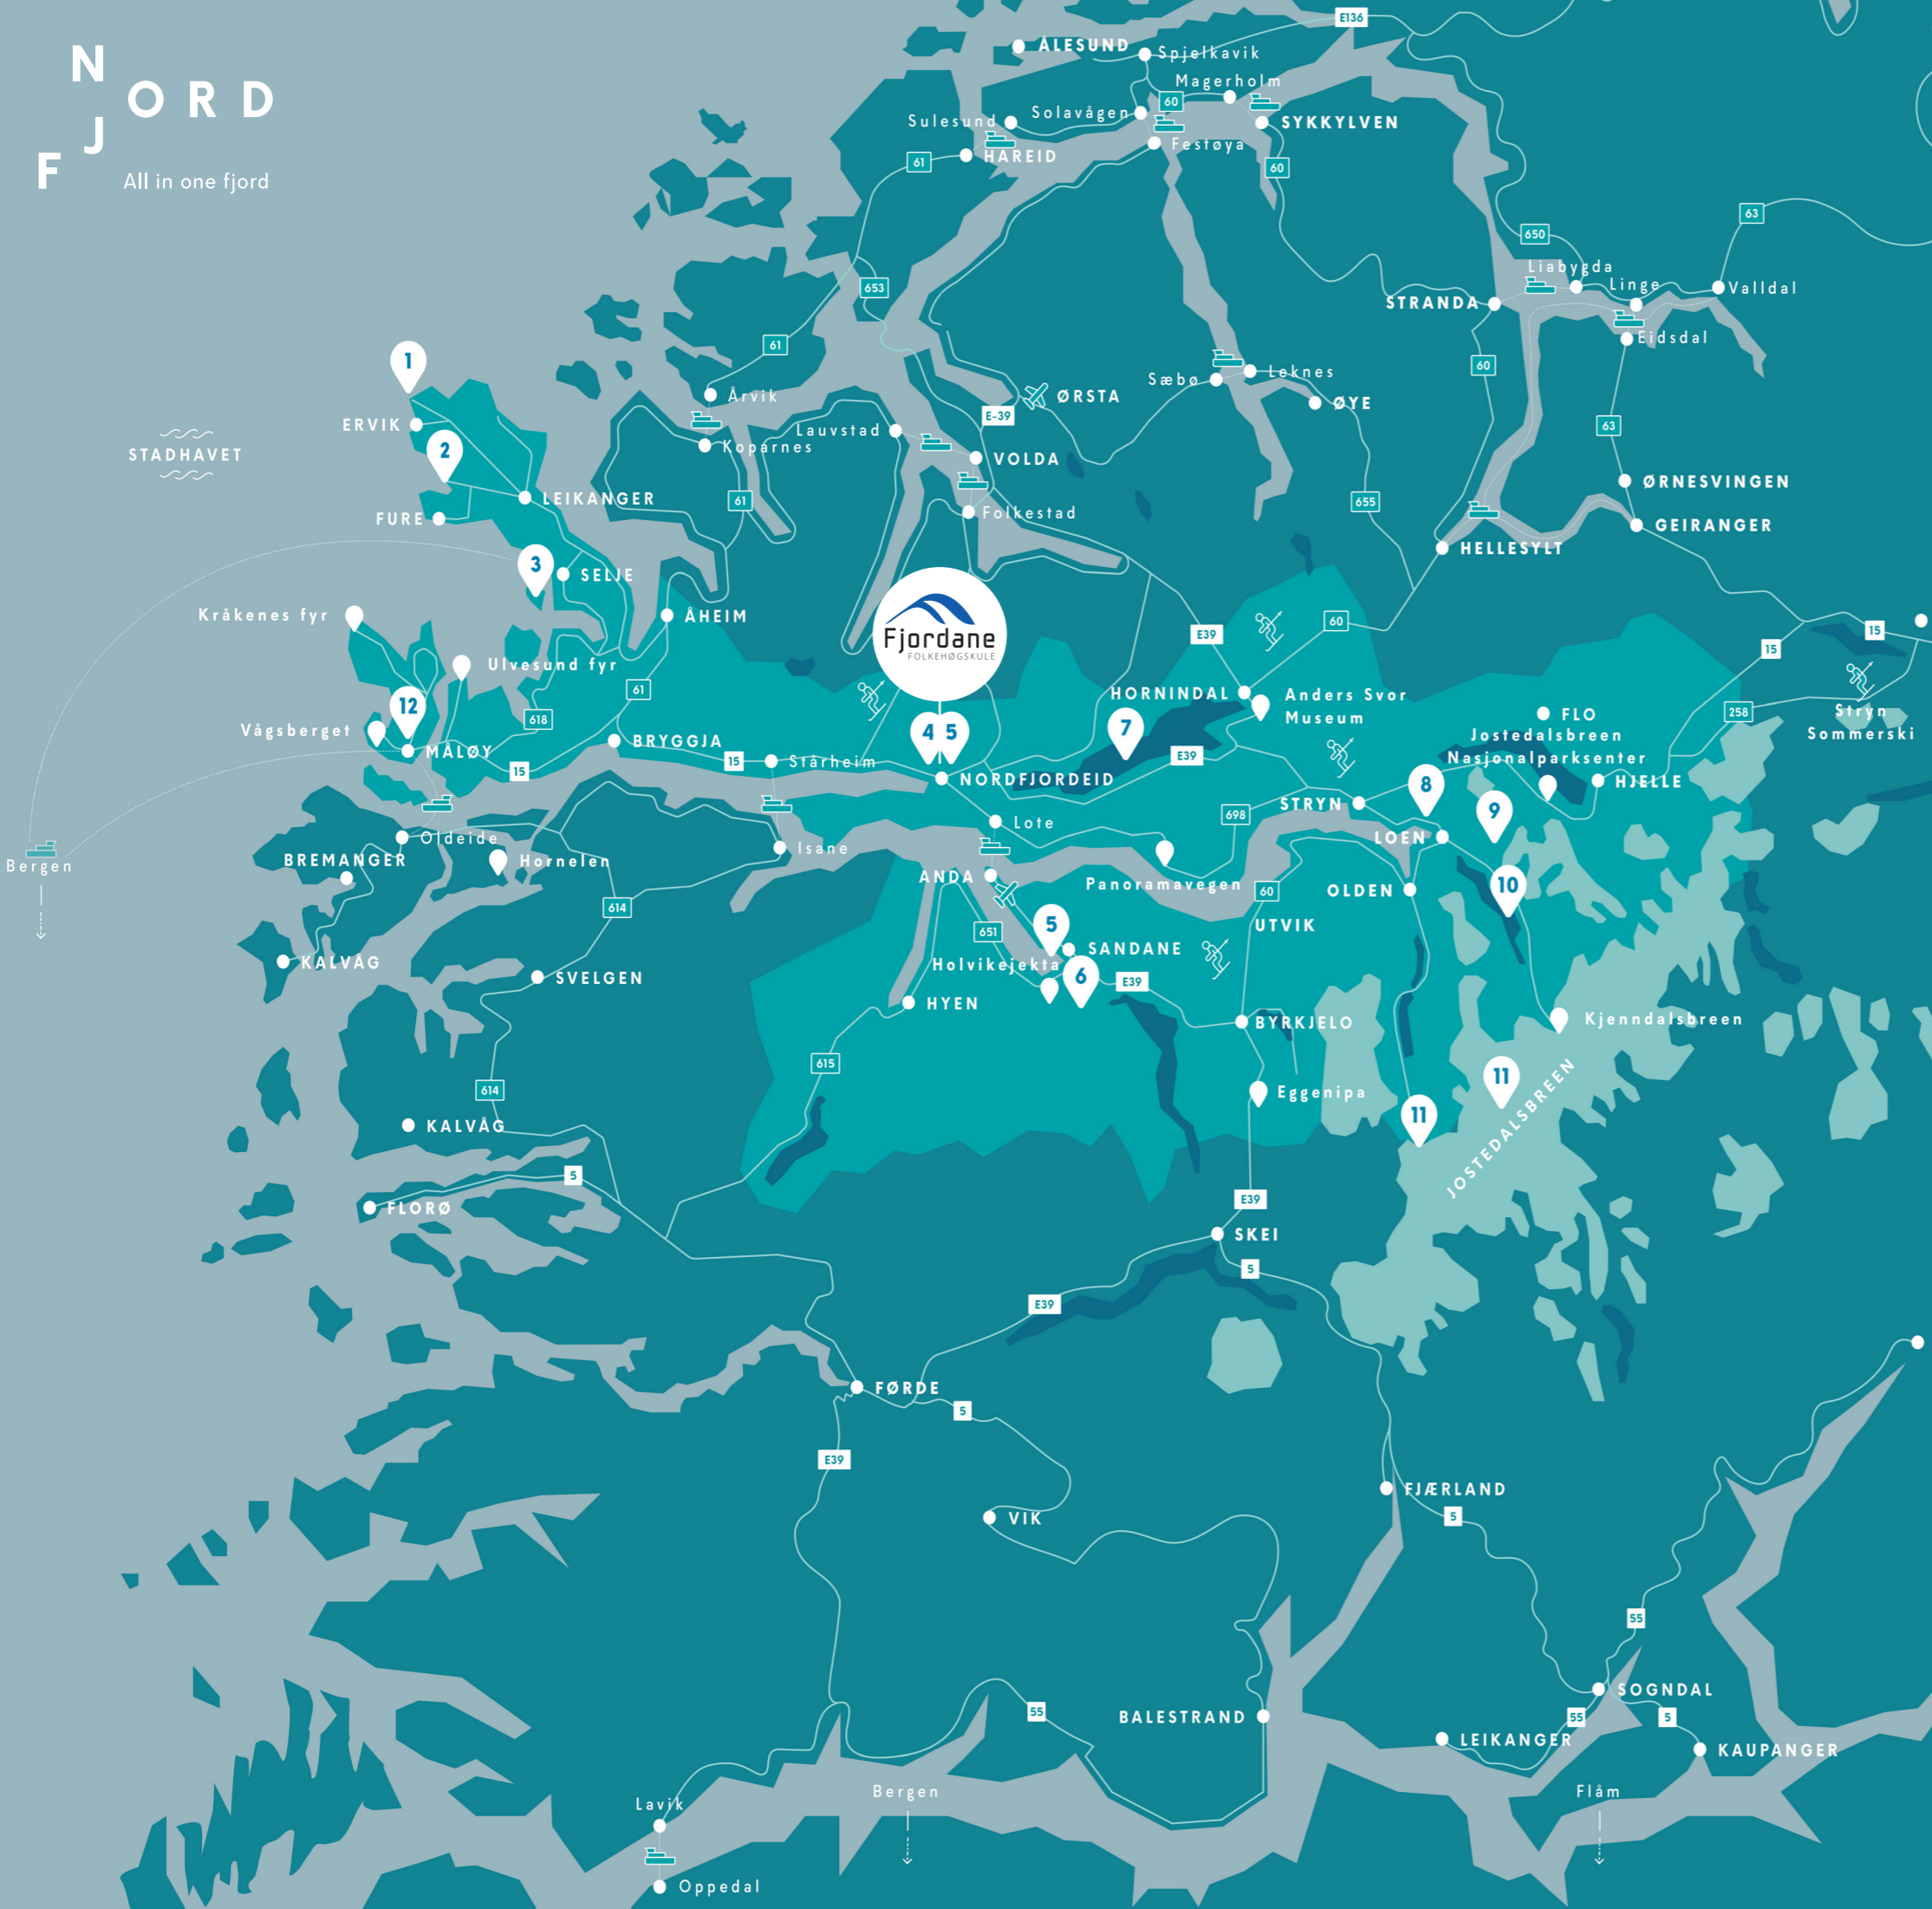 N
ORD
J
F
All in one fjord
E136
ÅLESUND
Spjelkavik
Magerholm
60
Solavågen
Sulesund
SYKKYLVEN
Festøya
HAREID
61
60
63
650
Liabygda
Linge
Valldal
653
STRANDA
Eidsdal
61
1
60
Sæbø
Leknes
Årvik
ØRSTA
ØYE
E-39
ERVIK
STADHAVET
2
Lauvstad
63
Koparnes
VOLDA
LEIKANGER
61
655
ØRNESVINGEN
FURE
Folkestad
GEIRANGER
HELLESYLT
3
SELJE
Kråkenes fyr
ÅHEIM
Fjordane
FOLKEHØGSKULE
E39
60
15
15
Ulvesund fyr
61
HORNINDAL
Anders Svor
Museum
12
618
Vågsberget
4
5
7
FLO
258
Stryn
Sommerski
MÅLØY
BRYGGJA
Jostedalsbreen
Nasjonalparksenter
15
15
Stårheim
E39
NORDFJORDEID
HJELLE
8
STRYN
9
698
Lote
LOEN
Oldeide
Isane
Bergen
BREMANGER
Hornelen
ANDA
Panoramavegen
60
OLDEN
10
614
5
651
UTVIK
SANDANE
KALVÅG
Holvikejekta
6
E39
SVELGEN
HYEN
BYRKJELO
Kjenndalsbreen
615
614
Eggenipa
11
11
JOSTEDALSBREEN
KALVÅG
5
FLORØ
E39
SKEI
5
E39
FØRDE
5
E39
FJÆRLAND
5
VIK
55
SOGNDAL
55
BALESTRAND
55
5
LEIKANGER
KAUPANGER
Bergen
Flåm
Lavik
Oppedal